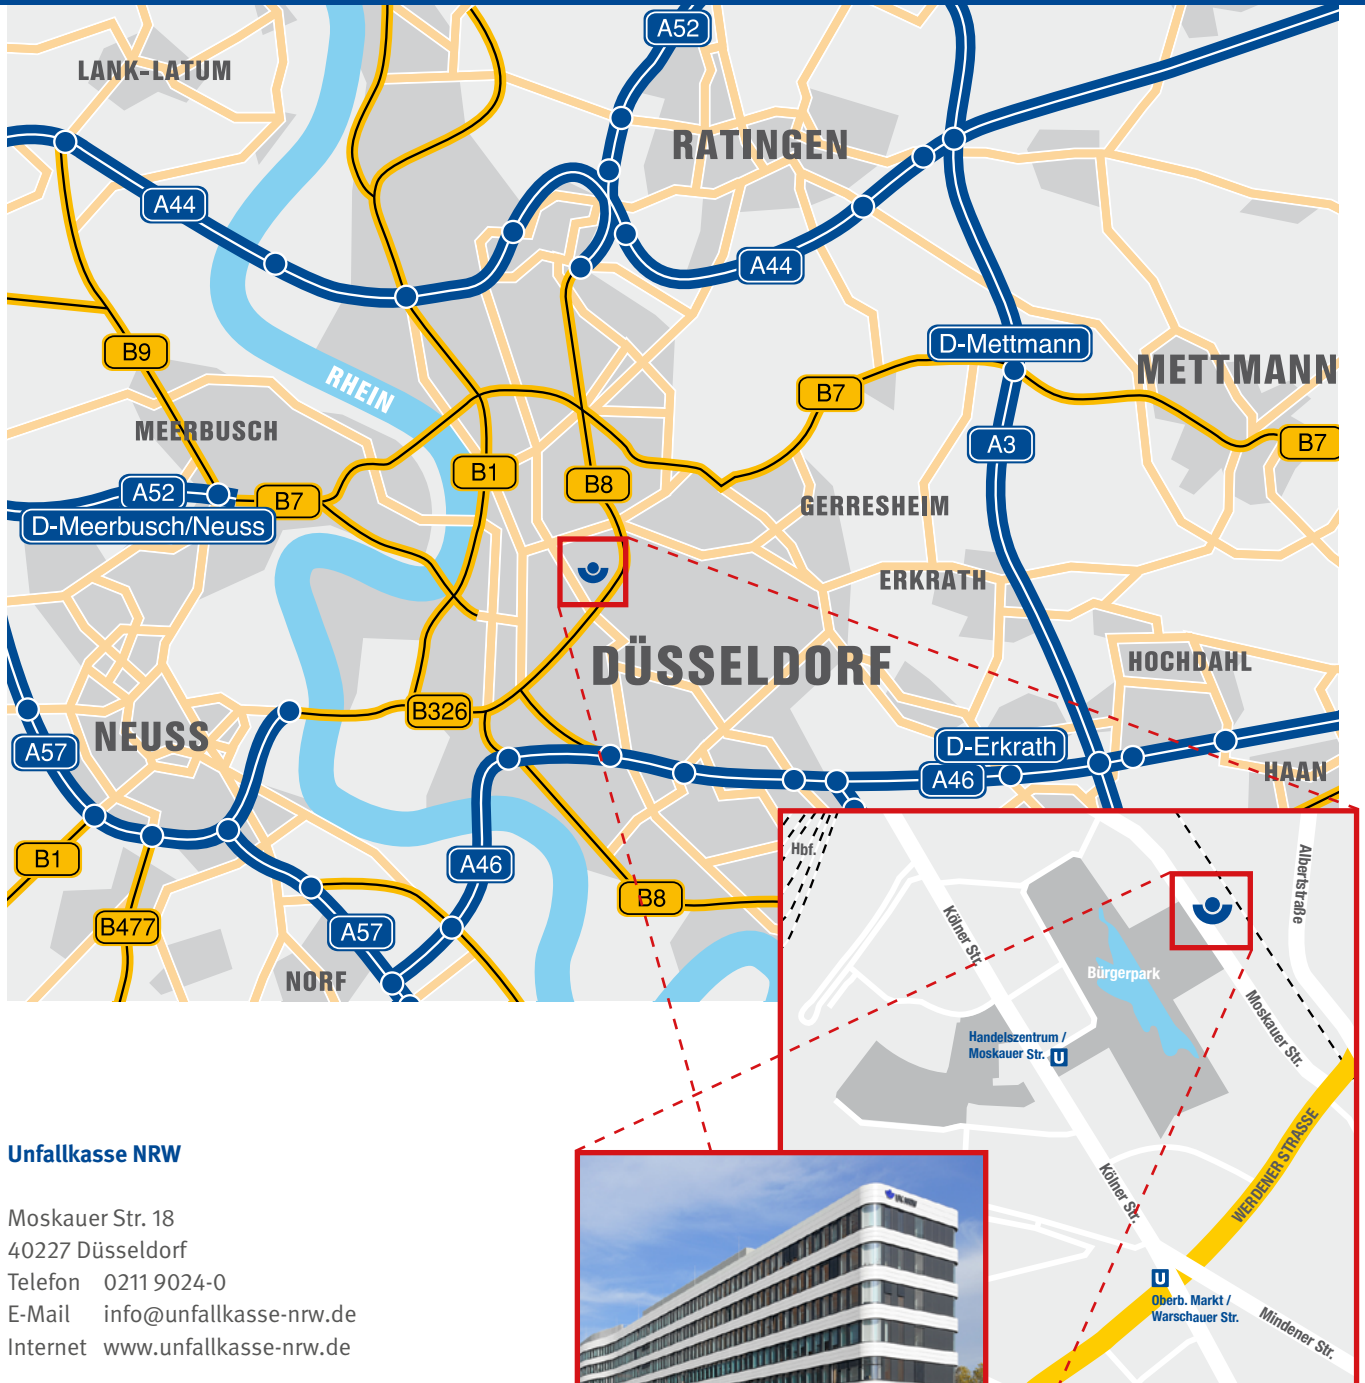 A52
LANK-LATUM
RATINGEN
A44
A44
D-Mettmann
B9
METTMANN
RHEIN
B7
MEERBUSCH
A3
B7
B1
B8
A52
B7
GERRESHEIM
D-Meerbusch/Neuss
ERKRATH
DÜSSELDORF
HOCHDAHL
B326
NEUSS
A57
D-Erkrath
HAAN
A46
B1
A46
B8
B477
A57
NORF
Hbf.
Albertstraße
Kölner Str.
Bürgerpark
Moskauer Str.
Handelszentrum /
Moskauer Str. U
WERDENER STRASSE
Kölner Str.
U
Oberb. Markt /
Warschauer Str.
Mindener Str.
UK NRW
Unfallkasse NRW
Moskauer Str. 18
40227 Düsseldorf
Telefon 0211 9024-0
E-Mail info@unfallkasse-nrw.de
Internet www.unfallkasse-nrw.de